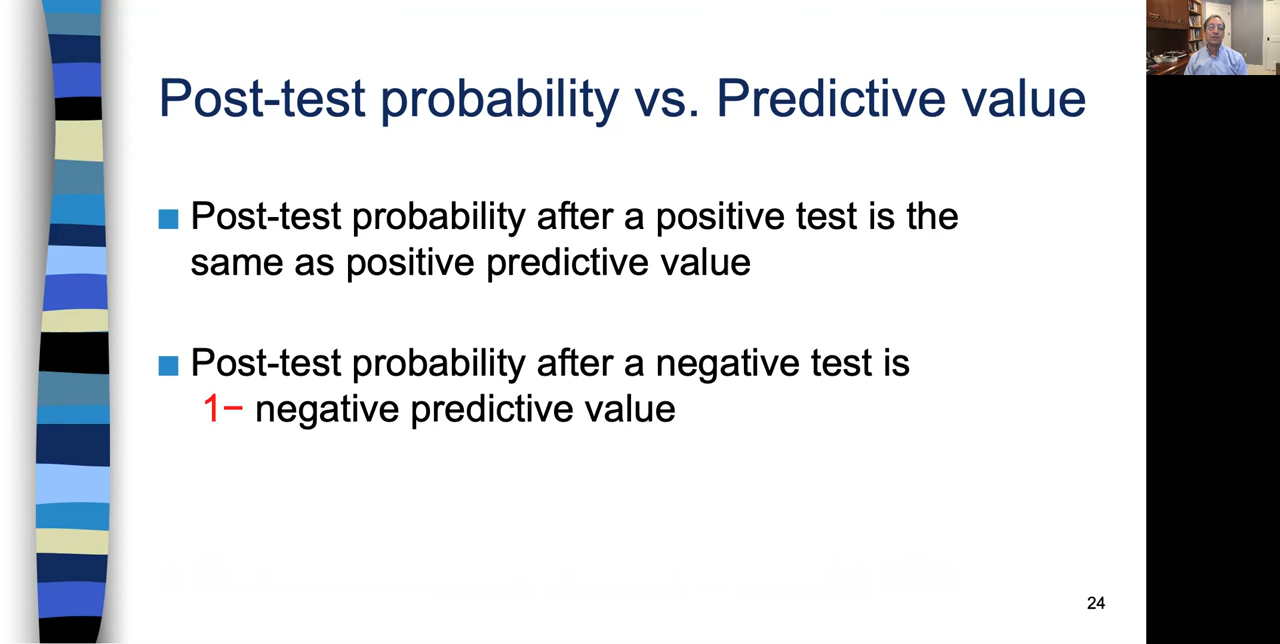 Post-test probability vs. Predictive value
Post-test probability after a positive test is the
same as positive predictive value
Post-test probability after a negative test is
1− negative predictive value
24